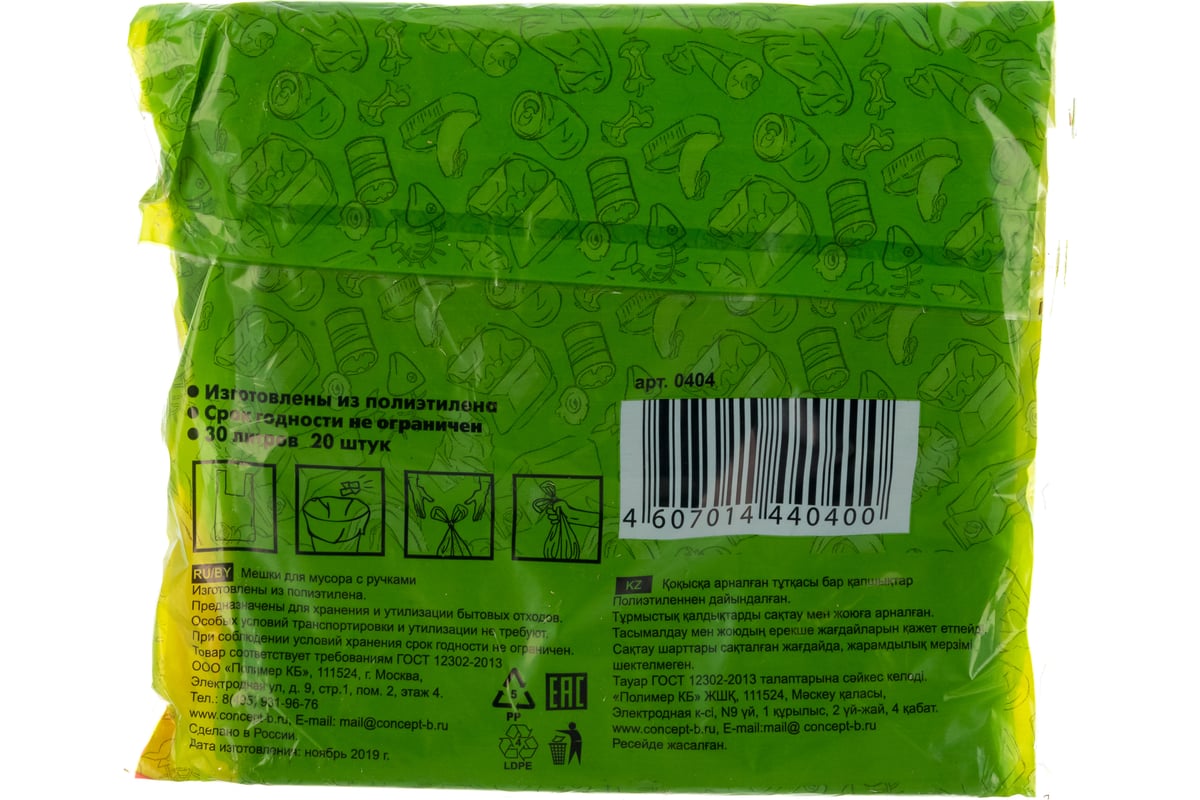 ● Изготовлены из полиэтилена
● Срок годности не ограничен
● 30 литров 20 штук
арт. 0404
4 607014 440400
RU/BY Мешки для мусора с ручками
Изготовлены из полиэтилена.
Предназначены для хранения и утилизации бытовых отходов.
Особых условий транспортировки и утилизации не требуют.
При соблюдении условий хранения срок годности не ограничен.
Товар соответствует требованиям ГОСТ 12302-2013
ООО «Полимер КБ», 111524, г. Москва,
Электродная ул, д. 9, стр.1, пом. 2, этаж 4.
Тел.: 931-96-76
www.concept-b.ru, E-mail: mail@concept-b.ru
Сделано в России.
Дата изготовления: ноябрь 2019 г.
5
PP
EAC
4
LDPE
KZ Қоқысқа арналған тұтқасы бар қапшықтар
Полиэтиленнен дайындалған.
Тұрмыстық қалдықтарды сақтау мен жоюға арналған.
Тасымалдау мен жоюдың ерекше жағдайларын қажет етпейді.
Сақтау шарттары сақталған жағдайда, жарамдылық мерзімі
шектелмеген.
Тауар ГОСТ 12302-2013 талаптарына сәйкес келеді.
«Полимер КБ» ЖШҚ, 111524, Мәскеу қаласы,
Электродная к-сі, N9 үй, 1 құрылыс, 2 үй-жай, 4 қабат.
www.concept-b.ru, E-mail:mail@ concept-b.ru
Ресейде жасалған.